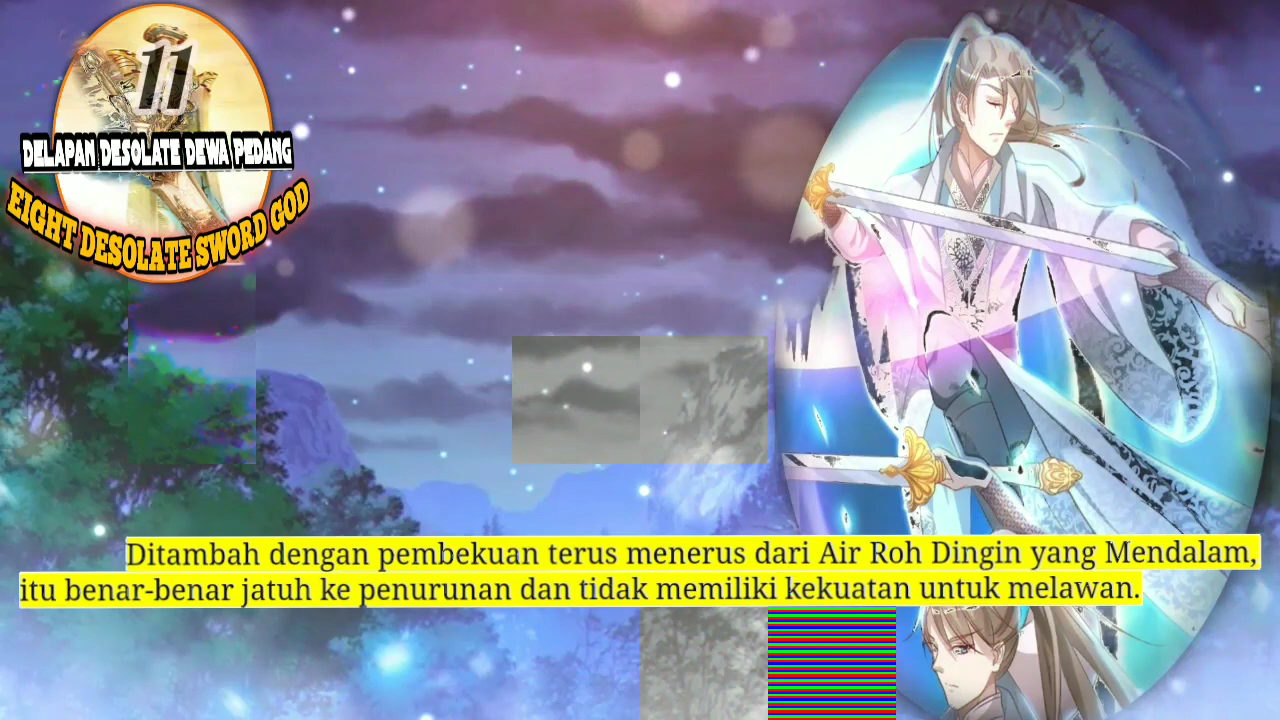 11
DELAPAN DESOLATE DEWA PEDANG
EIGHT DESOLATE SWORD GOD
Ditambah dengan pembekuan terus menerus dari Air Roh Dingin yang Mendalam,
itu benar-benar jatuh ke penurunan dan tidak memiliki kekuatan untuk melawan.